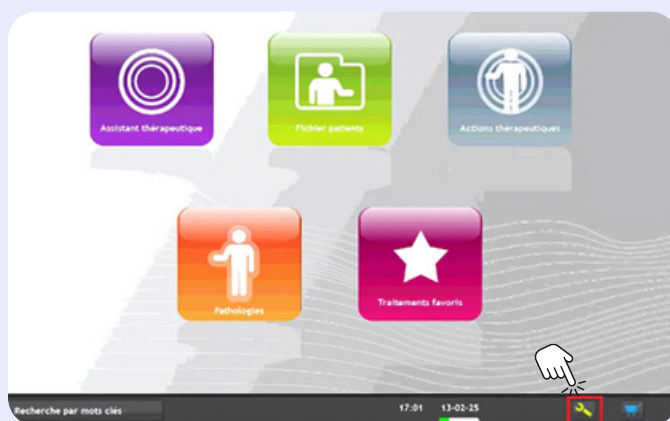 Assistant thérapeutique
Fichier patients
Actions thérapeutiques
Pathologies
Traitements favoris
Recherche par mots clés
17:01
13-02-25